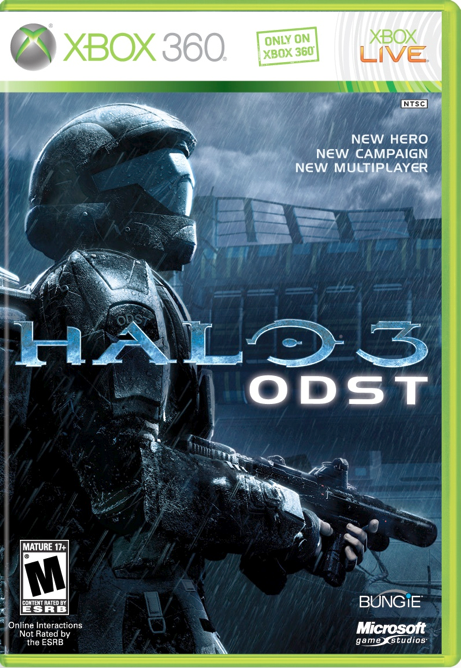 XBOX 360
ONLY ON
XBOX 360
XBOX
LIVE
NTSC
NEW HERO
NEW CAMPAIGN
NEW MULTIPLAYER
ODST
HALO 3
ODST
MATURE 17+
M
CONTENT RATED BY
ESRB
Online Interactions
Not Rated by
the ESRB
BUNGiE
Microsoft
game studios